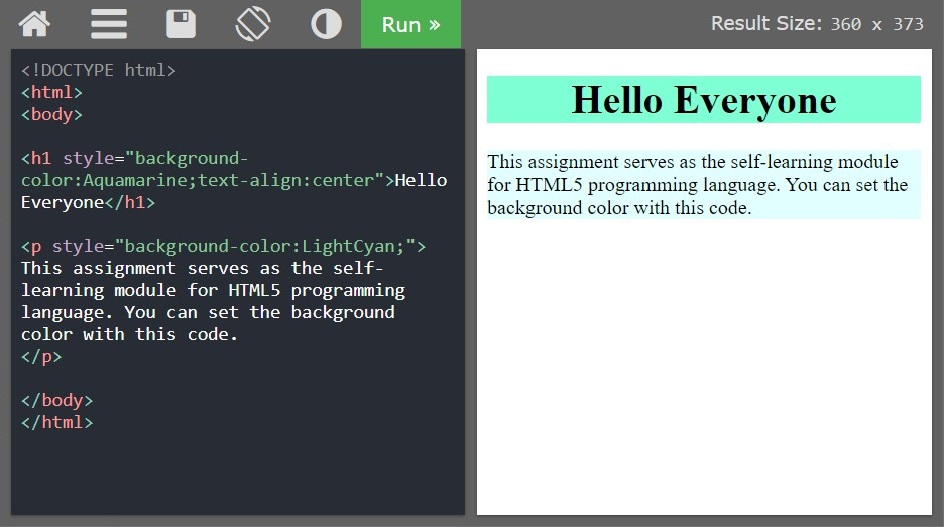 Run »
Result Size: 360 x 373
<!DOCTYPE html>
<html>
<body>
<h1 style="background-
color:Aquamarine;text-align:center">Hello
Everyone</h1>
<p style="background-color:LightCyan;">
This assignment serves as the self-
learning module for HTML5 programming
language. You can set the background
color with this code.
</p>
</body>
</html>
Hello Everyone
This assignment serves as the self-learning module
for HTML5 programming language. You can set the
background color with this code.